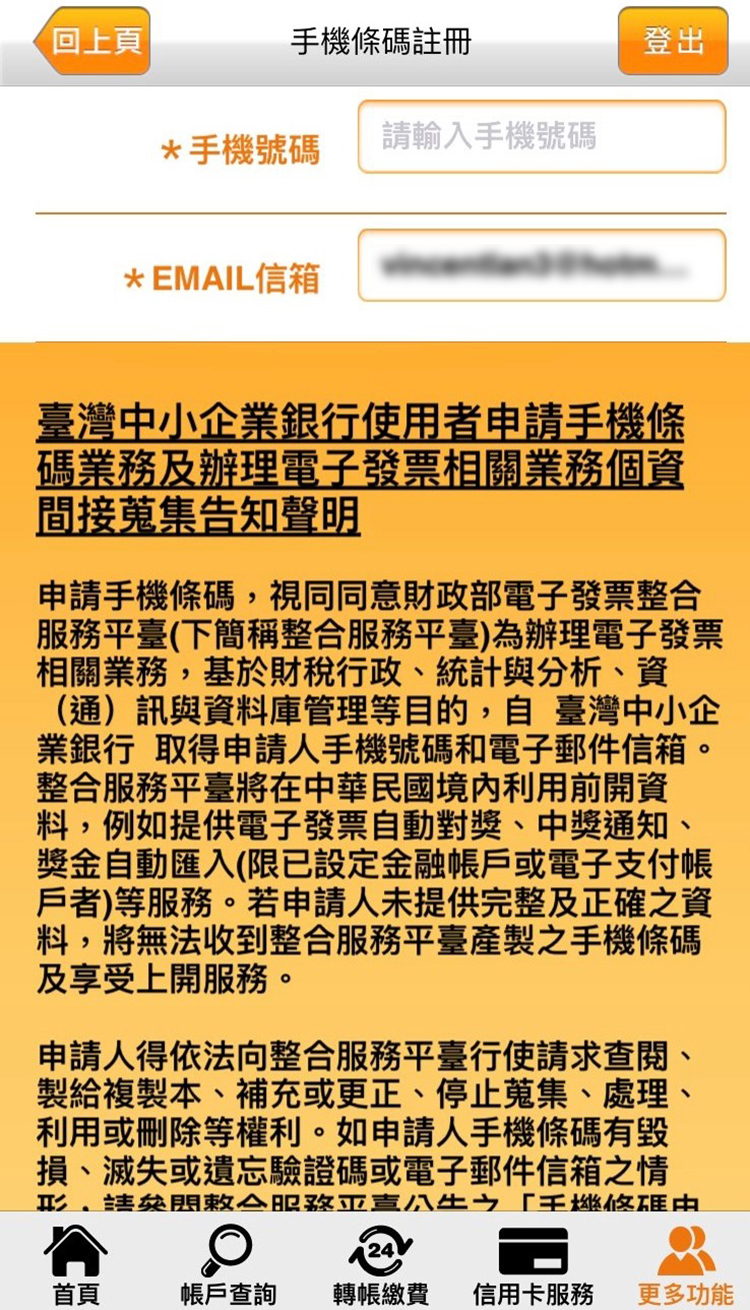 回上頁 手機條碼註冊 登出
＊手機號碼 請輸入手機號碼
＊EMAIL信箱
臺灣中小企業銀行使用者申請手機條
碼業務及辦理電子發票相關業務個資
間接蒐集告知聲明
申請手機條碼，視同同意財政部電子發票整合
服務平臺(下簡稱整合服務平臺)為辦理電子發票
相關業務，基於財稅行政、統計與分析、資
（通）訊與資料庫管理等目的，自 臺灣中小企
業銀行 取得申請人手機號碼和電子郵件信箱。
整合服務平臺將在中華民國境內利用前開資
料，例如提供電子發票自動對獎、中獎通知、
獎金自動匯入(限已設定金融帳戶或電子支付帳
戶者)等服務。若申請人未提供完整及正確之資
料，將無法收到整合服務平臺產製之手機條碼
及享受上開服務。
申請人得依法向整合服務平臺行使請求查閱、
製給複製本、補充或更正、停止蒐集、處理、
利用或刪除等權利。如申請人手機條碼有毀
損、滅失或遺忘驗證碼或電子郵件信箱之情
形，請參閱整合服務平臺公告之「手機條碼申
首頁 帳戶查詢 24 轉帳繳費 信用卡服務 更多功能